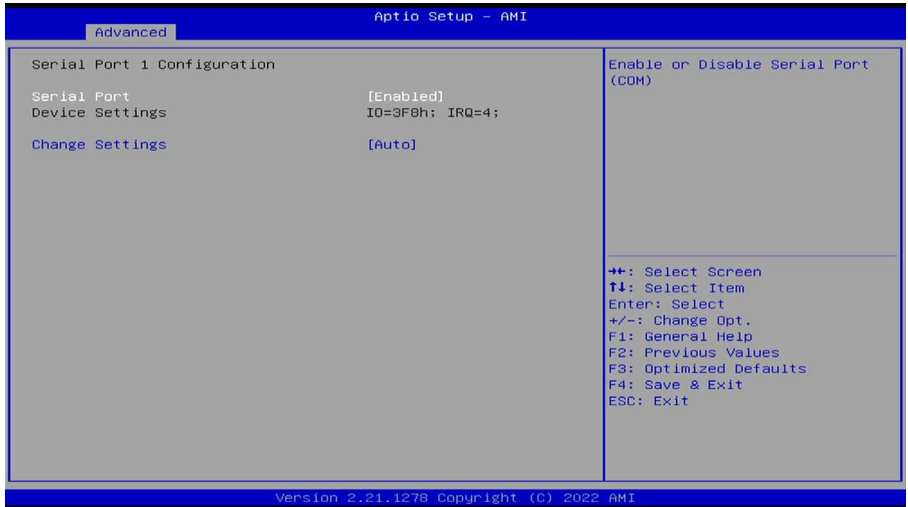 Aptio Setup – AMI
Advanced
Serial Port 1 Configuration
Serial Port [Enabled]
Device Settings IO=3F8h; IRQ=4;
Change Settings [Auto]
Enable or Disable Serial Port
(COM)
→←: Select Screen
↑↓: Select Item
Enter: Select
+/-: Change Opt.
F1: General Help
F2: Previous Values
F3: Optimized Defaults
F4: Save & Exit
ESC: Exit
Version 2.21.1278 Copyright (C) 2022 AMI